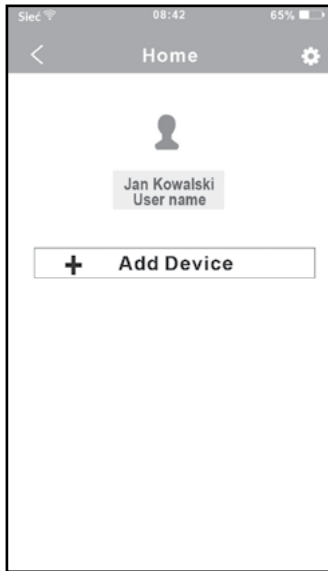 Sieć 08:42 65%
Home
Jan Kowalski
User name
+ Add Device